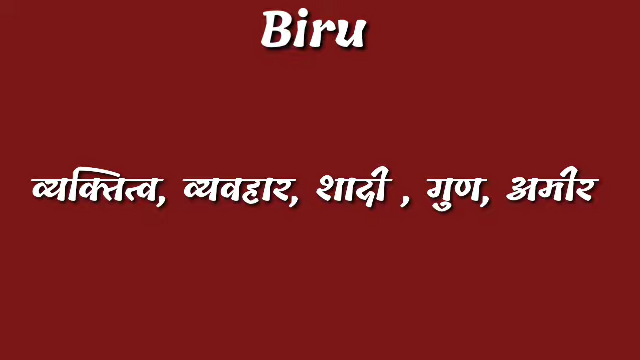 Biru
व्यक्तित्व, व्यवहार, शादी , गुण, अमीर